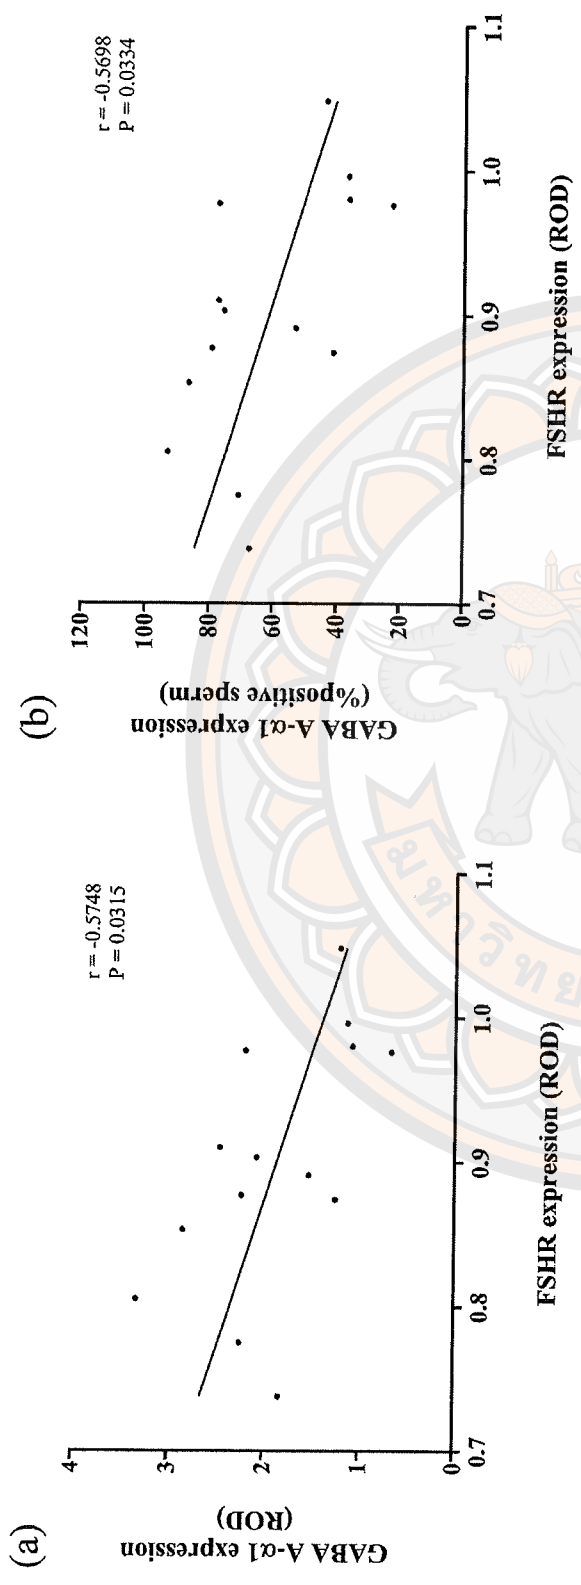 (a)
GABA A-α1 expression
(ROD)
4
3
2
1
0
0.7
0.8
0.9
1.0
1.1
FSHR expression (ROD)
r = -0.5748
P = 0.0315
(b)
GABA A-α1 expression
(%positive sperm)
120
100
80
60
40
20
0
0.7
0.8
0.9
1.0
1.1
FSHR expression (ROD)
r = -0.5698
P = 0.0334